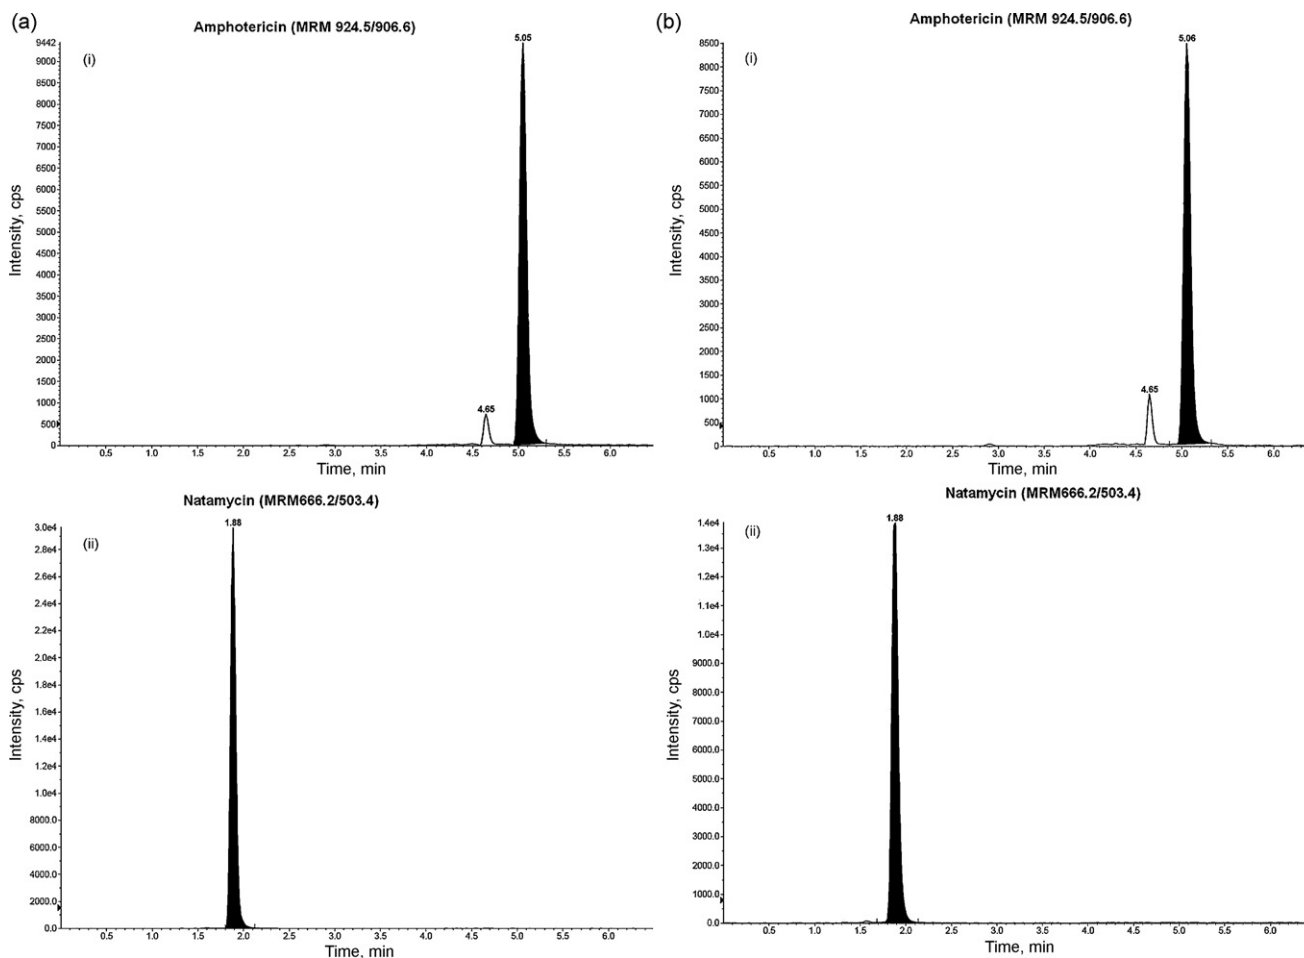 (a)
Amphotericin (MRM 924.5/906.6)
(i)
5.05
4.65
9442
9000
8500
8000
7500
7000
6500
6000
5500
5000
4500
4000
3500
3000
2500
2000
1500
1000
500
0
Intensity, cps
0.5 1.0 1.5 2.0 2.5 3.0 3.5 4.0 4.5 5.0 5.5 6.0
Time, min
(b)
Amphotericin (MRM 924.5/906.6)
(i)
5.06
4.65
8500
8000
7500
7000
6500
6000
5500
5000
4500
4000
3500
3000
2500
2000
1500
1000
500
0
Intensity, cps
0.5 1.0 1.5 2.0 2.5 3.0 3.5 4.0 4.5 5.0 5.5 6.0
Time, min
Natamycin (MRM666.2/503.4)
(ii)
1.88
3.0e4
2.8e4
2.6e4
2.4e4
2.2e4
2.0e4
1.8e4
1.6e4
1.4e4
1.2e4
1.0e4
8000.0
6000.0
4000.0
2000.0
0.0
Intensity, cps
0.5 1.0 1.5 2.0 2.5 3.0 3.5 4.0 4.5 5.0 5.5 6.0
Time, min
Natamycin (MRM666.2/503.4)
(ii)
1.88
1.4e4
1.3e4
1.2e4
1.1e4
1.0e4
9000.0
8000.0
7000.0
6000.0
5000.0
4000.0
3000.0
2000.0
1000.0
0.0
Intensity, cps
0.5 1.0 1.5 2.0 2.5 3.0 3.5 4.0 4.5 5.0 5.5 6.0
Time, min